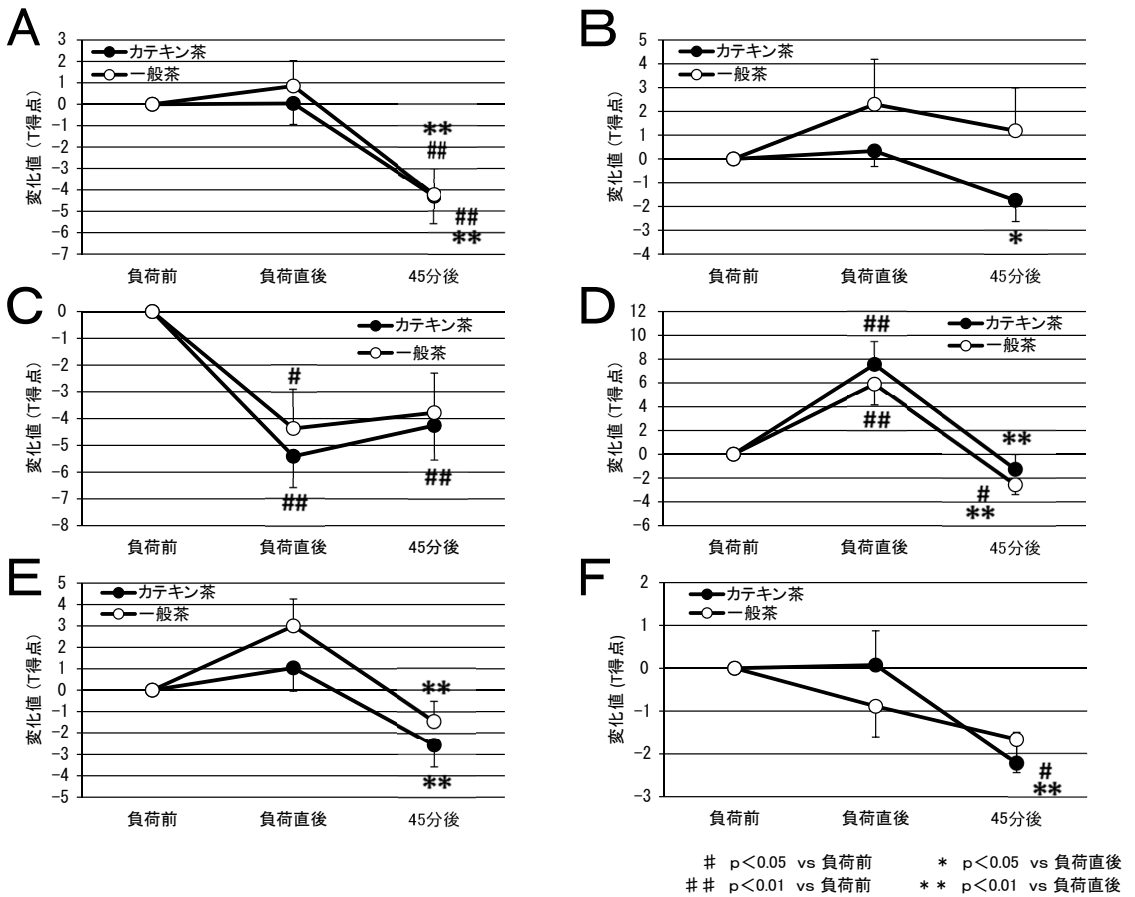 A
3
2
1
0
-1
-2
-3
-4
-5
-6
-7
変化値(T得点)
カテキン茶
一般茶
**
##
##
**
負荷前 負荷直後 45分後
B
5
4
3
2
1
0
-1
-2
-3
-4
変化値(T得点)
カテキン茶
一般茶
*
負荷前 負荷直後 45分後
C
0
-1
-2
-3
-4
-5
-6
-7
-8
変化値(T得点)
カテキン茶
一般茶
#
##
##
負荷前 負荷直後 45分後
D
12
10
8
6
4
2
0
-2
-4
-6
変化値(T得点)
カテキン茶
一般茶
##
##
**
#
**
負荷前 負荷直後 45分後
E
5
4
3
2
1
0
-1
-2
-3
-4
-5
変化値(T得点)
カテキン茶
一般茶
**
**
負荷前 負荷直後 45分後
F
2
1
0
-1
-2
-3
変化値(T得点)
カテキン茶
一般茶
#
**
負荷前 負荷直後 45分後
# p<0.05 vs 負荷前 * p<0.05 vs 負荷直後
## p<0.01 vs 負荷前 ** p<0.01 vs 負荷直後